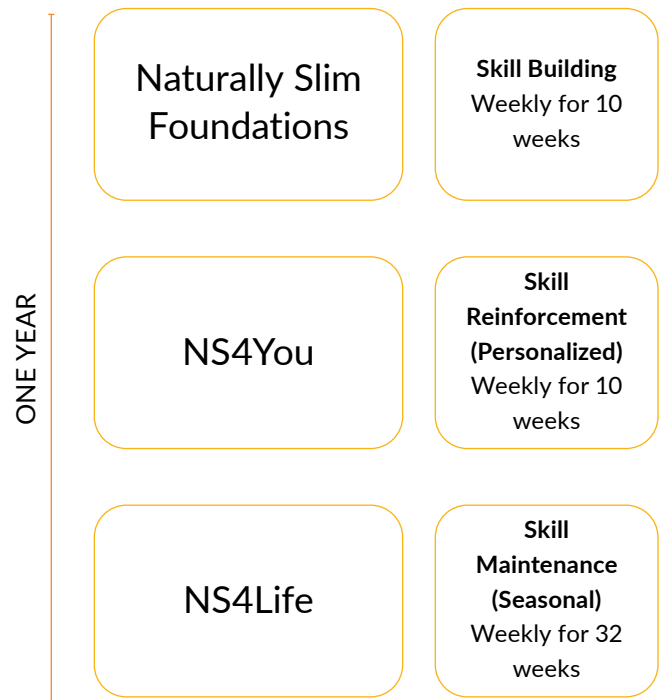 Naturally Slim
Foundations
Skill Building
Weekly for 10
weeks
ONE YEAR
NS4You
Skill
Reinforcement
(Personalized)
Weekly for 10
weeks
NS4Life
Skill
Maintenance
(Seasonal)
Weekly for 32
weeks